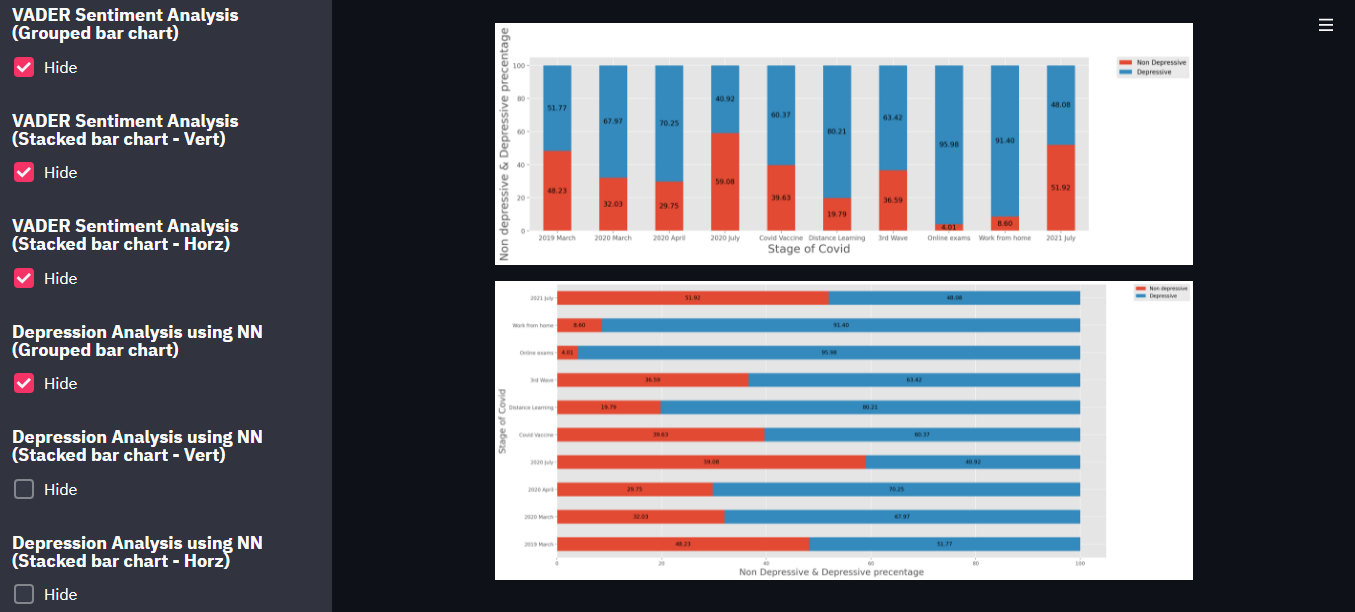 VADER Sentiment Analysis
(Grouped bar chart)
Hide
VADER Sentiment Analysis
(Stacked bar chart - Vert)
Hide
VADER Sentiment Analysis
(Stacked bar chart - Horz)
Hide
Depression Analysis using NN
(Grouped bar chart)
Hide
Depression Analysis using NN
(Stacked bar chart - Vert)
Hide
Depression Analysis using NN
(Stacked bar chart - Horz)
Hide
Non depressive & Depressive precentage
100
80
60
40
20
0
51.77 67.97 70.25 40.92 60.37 80.21 63.42 95.98 91.40 48.08
48.23 32.03 29.75 59.08 39.63 19.79 36.59 4.01 8.60 51.92
2019 March 2020 March 2020 April 2020 July Covid Vaccine Distance Learning 3rd Wave Online exams Work from home 2021 July
Stage of Covid
Non Depressive
Depressive
Stage of Covid
2021 July 51.92 48.08
Work from home 8.60 91.40
Online exams 4.01 95.98
3rd Wave 36.59 63.42
Distance Learning 19.79 80.21
Covid Vaccine 39.63 60.37
2020 July 59.08 40.92
2020 April 29.75 70.25
2020 March 32.03 67.97
2019 March 48.23 51.77
0 20 40 60 80 100
Non Depressive & Depressive precentage
Non depressive
Depressive